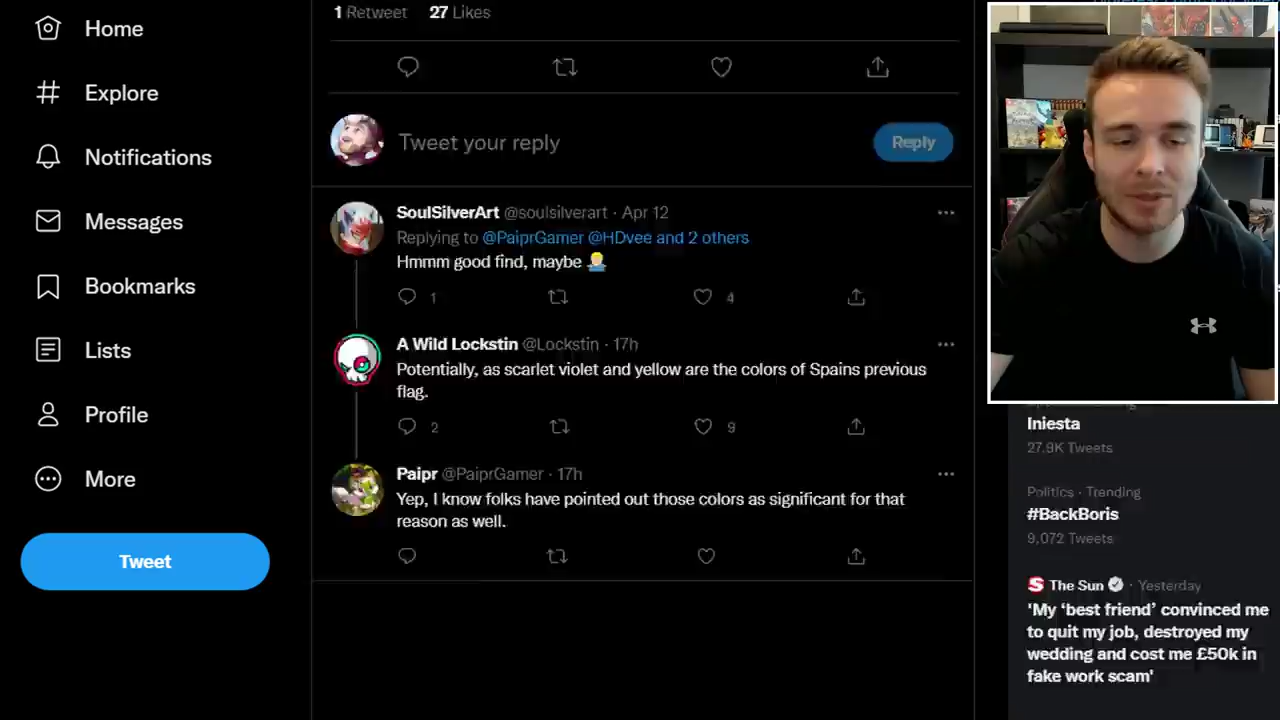 Home
Explore
Notifications
Messages
Bookmarks
Lists
Profile
More
Tweet
1 Retweet 27 Likes
Tweet your reply
Reply
SoulSilverArt @soulsilverart · Apr 12
Replying to @PaiprGamer @HDvee and 2 others
Hmmm good find, maybe
1 4
A Wild Lockstin @Lockstin · 17h
Potentially, as scarlet violet and yellow are the colors of Spains previous
flag.
2 9
Paipr @PaiprGamer · 17h
Yep, I know folks have pointed out those colors as significant for that
reason as well.
Iniesta
27.9K Tweets
Politics · Trending
#BackBoris
9,072 Tweets
The Sun · Yesterday
'My ‘best friend’ convinced me
to quit my job, destroyed my
wedding and cost me £50k in
fake work scam'